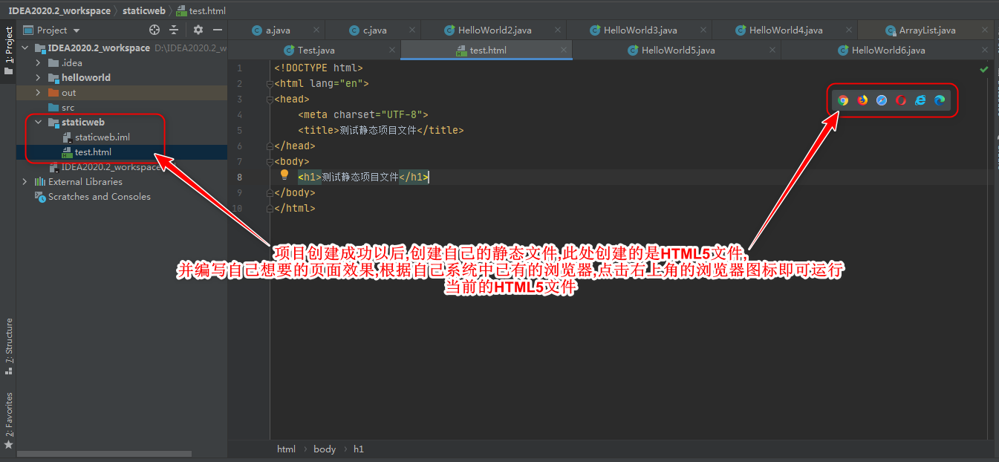 IDEA2020.2_workspace staticweb test.html
1: Project
Project
a.java c.java HelloWorld2.java HelloWorld3.java HelloWorld4.java ArrayList.java
Test.java test.html HelloWorld5.java HelloWorld6.java
IDEA2020.2_workspace D:\IDEA2020.2_w
.idea
helloworld
out
src
staticweb
staticweb.iml
test.html
IDEA2020.2_workspace
External Libraries
Scratches and Consoles
1 <!DOCTYPE html>
2 <html lang="en">
3 <head>
4 <meta charset="UTF-8">
5 <title>测试静态项目文件</title>
6 </head>
7 <body>
8 <h1>测试静态项目文件</h1>
9 </body>
10 </html>
项目创建成功以后,创建自己的静态文件,此处创建的是HTML5文件,
并编写自己想要的页面效果,根据自己系统中已有的浏览器,点击右上角的浏览器图标即可运行
当前的HTML5文件
7: Structure
2: Favorites
html body h1